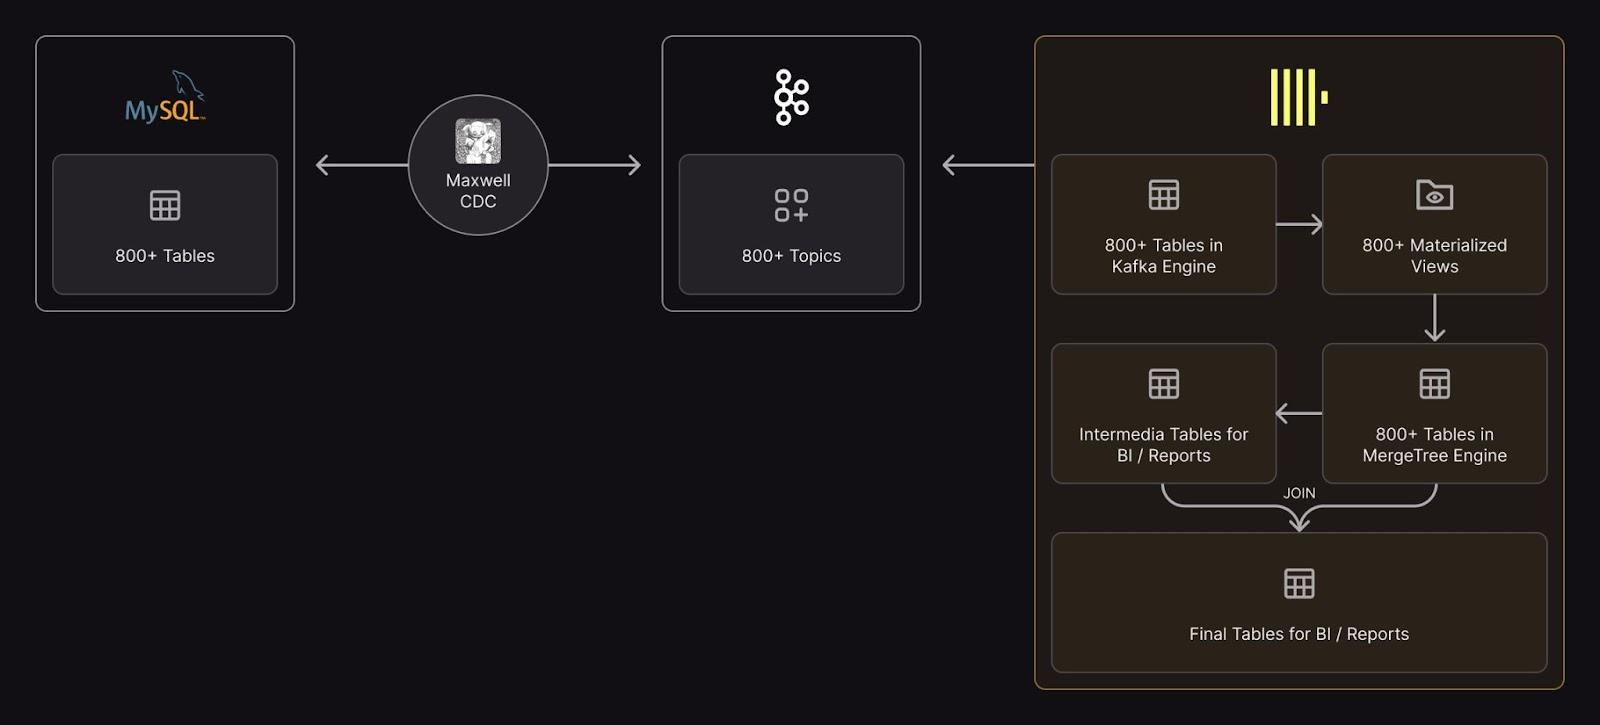 MySQL™
800+ Tables
Maxwell
CDC
800+ Topics
800+ Tables in
Kafka Engine
800+ Materialized
Views
Intermedia Tables for
BI / Reports
800+ Tables in
MergeTree Engine
JOIN
Final Tables for BI / Reports